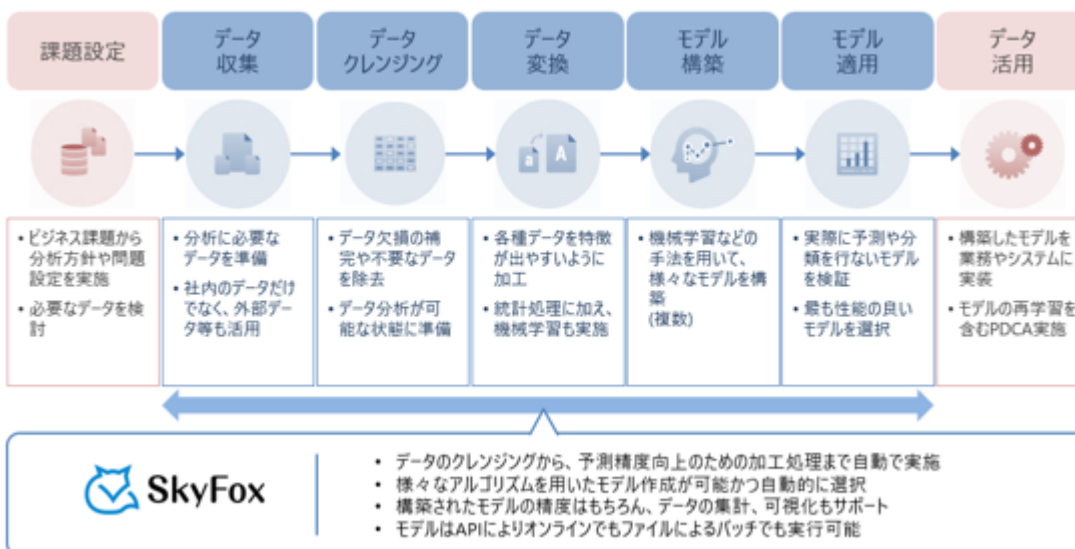 課題設定
データ
収集
データ
クレンジング
データ
変換
モデル
構築
モデル
適用
データ
活用
a
A
• ビジネス課題から
分析方針や問題
設定を実施
• 必要なデータを検
討
• 分析に必要な
データを準備
• 社内のデータだけ
でなく、外部デー
タ等も活用
• データ欠損の補
完や不要なデータ
を除去
• データ分析が可
能な状態に準備
• 各種データを特徴
が出やすいように
加工
• 統計処理に加え、
機械学習も実施
• 機械学習などの
手法を用いて、
様々なモデルを構
築
(複数)
• 実際に予測や分
類を行ないモデル
を検証
• 最も性能の良い
モデルを選択
• 構築したモデルを
業務やシステムに
実装
• モデルの再学習を
含むPDCA実施
SkyFox
• データのクレンジングから、予測精度向上のための加工処理まで自動で実施
• 様々なアルゴリズムを用いたモデル作成が可能かつ自動的に選択
• 構築されたモデルの精度はもちろん、データの集計、可視化もサポート
• モデルはAPIによりオンラインでもファイルによるバッチでも実行可能